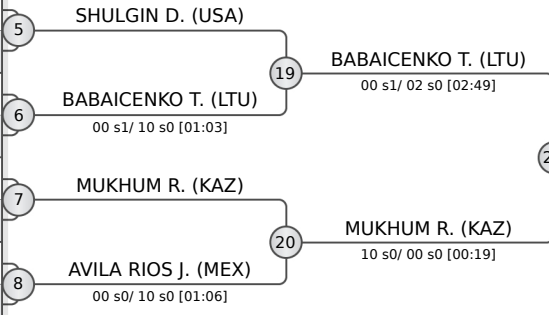 SHULGIN D. (USA)
5
19
BABAICENKO T. (LTU)
00 s1/ 02 s0 [02:49]
BABAICENKO T. (LTU)
6
00 s1/ 10 s0 [01:03]
MUKHUM R. (KAZ)
7
20
MUKHUM R. (KAZ)
10 s0/ 00 s0 [00:19]
AVILA RIOS J. (MEX)
8
00 s0/ 10 s0 [01:06]